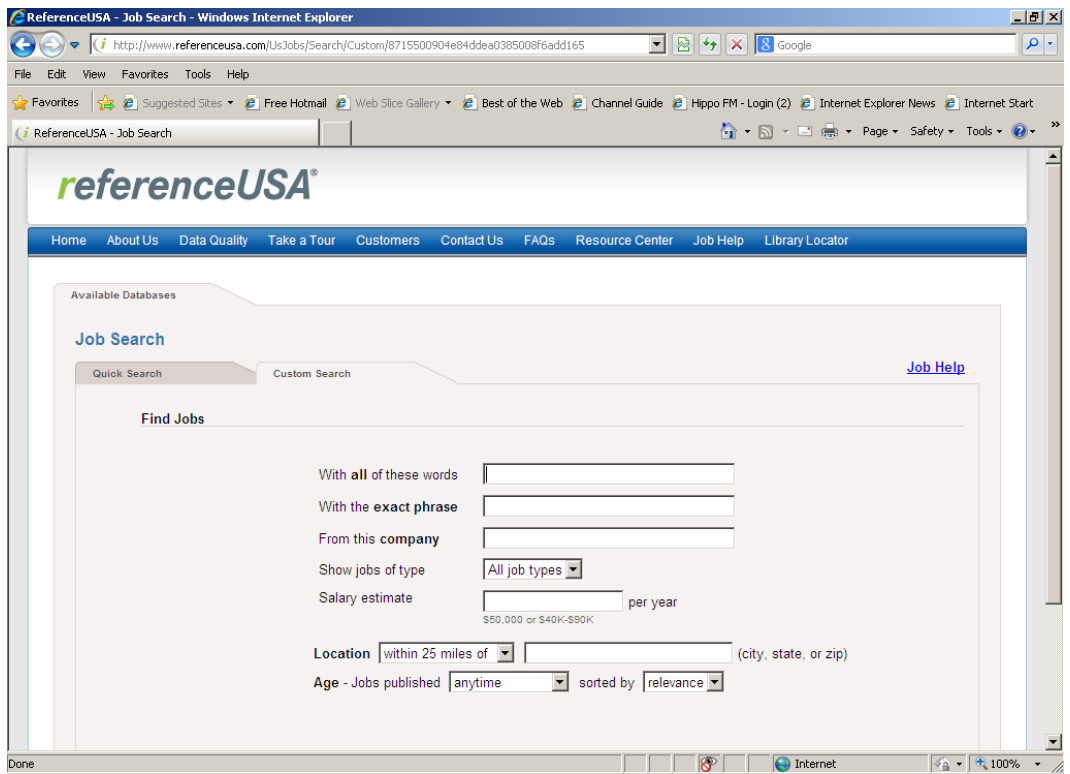 ReferenceUSA - Job Search - Windows Internet Explorer
http://www.referenceusa.com/UsJobs/Search/Custom/8715500904e84ddea0385008f6add165
Google
File Edit View Favorites Tools Help
Favorites Suggested Sites Free Hotmail Web Slice Gallery Best of the Web Channel Guide Hippo FM - Login (2) Internet Explorer News Internet Start
ReferenceUSA - Job Search Page Safety Tools
referenceUSA®
Home About Us Data Quality Take a Tour Customers Contact Us FAQs Resource Center Job Help Library Locator
Available Databases
Job Search
Quick Search Custom Search Job Help
Find Jobs
With all of these words
With the exact phrase
From this company
Show jobs of type All job types
Salary estimate per year
$50,000 or $40K-$90K
Location within 25 miles of (city, state, or zip)
Age - Jobs published anytime sorted by relevance
Done Internet 100%